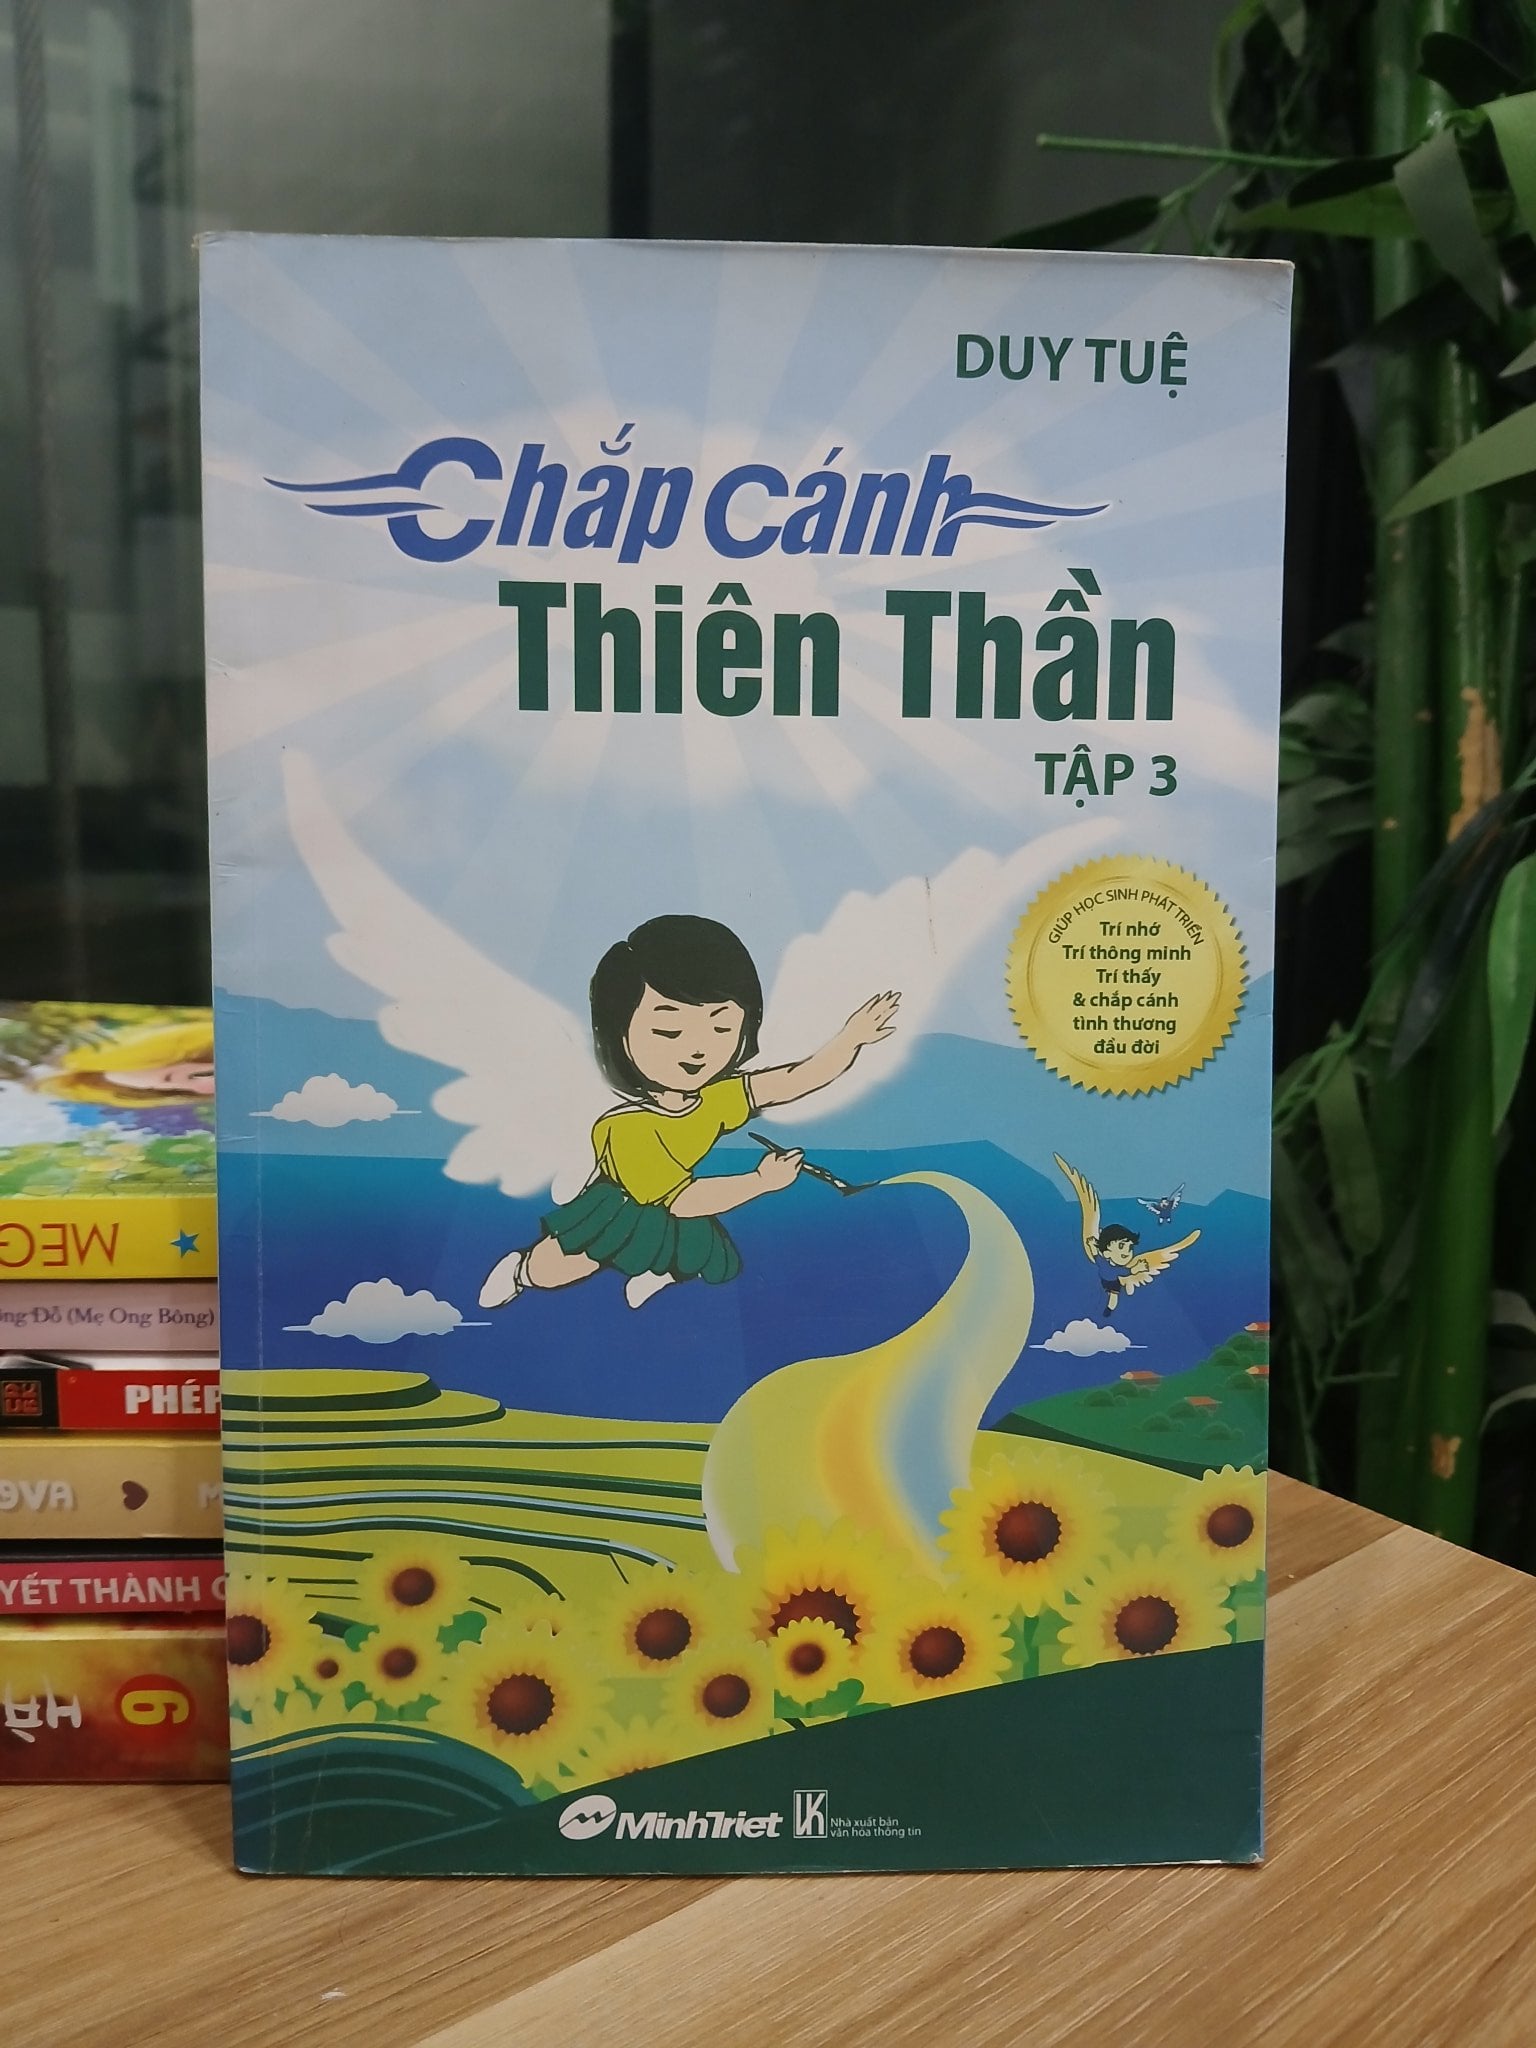 DUY TUỆ
Chắp cánh
Thiên Thần
TẬP 3
GIÚP HỌC SINH PHÁT TRIỂN
Trí nhớ
Trí thông minh
Trí thấy
& chắp cánh
tình thương
đầu đời
MinhTriet
Nhà xuất bản
văn hóa thông tin
MEG
Đỗ (Mẹ Ong Bông)
PHÉP
YẾT THÀNH
6